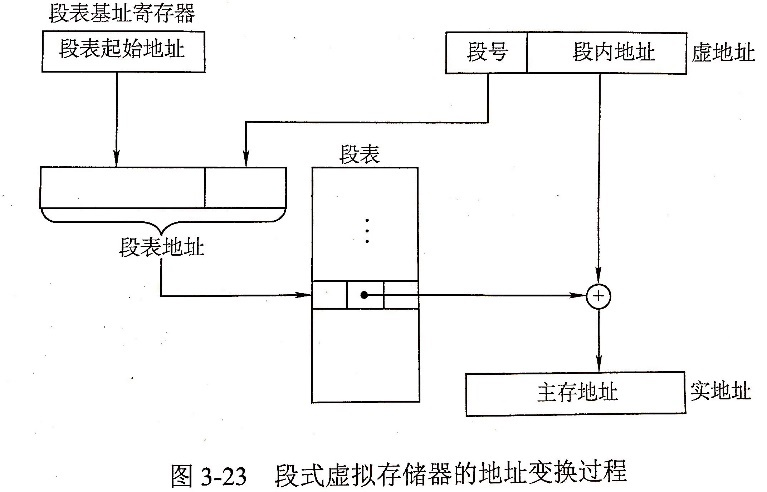 段表基址寄存器
段表起始地址
段号 段内地址 虚地址
段表
段表地址
主存地址 实地址
图 3-23 段式虚拟存储器的地址变换过程